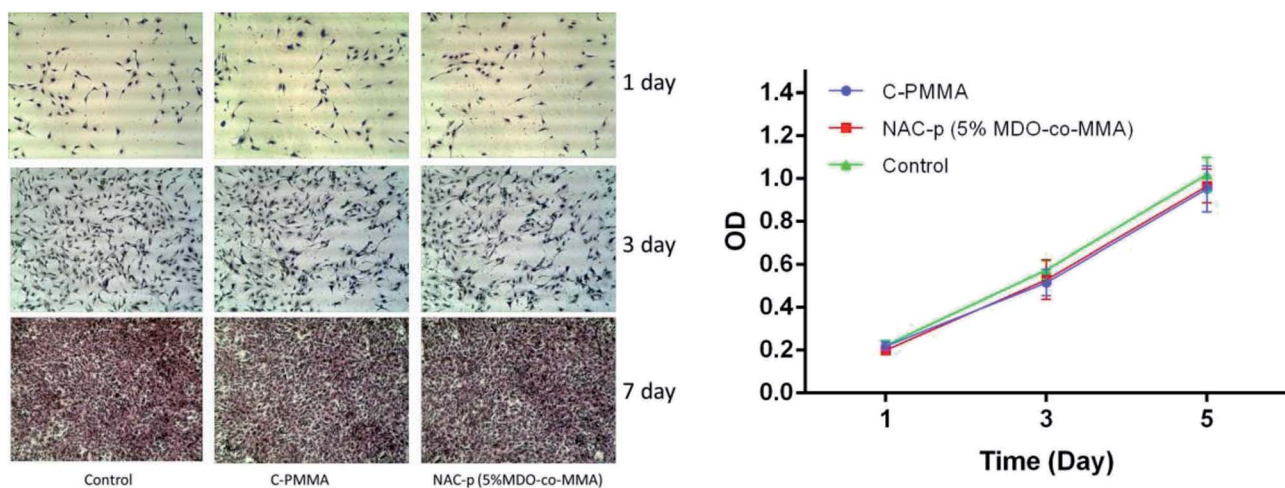 1 day
3 day
7 day
Control
C-PMMA
NAC-p (5%MDO-co-MMA)
C-PMMA
NAC-p (5% MDO-co-MMA)
Control
OD
1.4
1.2
1.0
0.8
0.6
0.4
0.2
0.0
1 3 5
Time (Day)